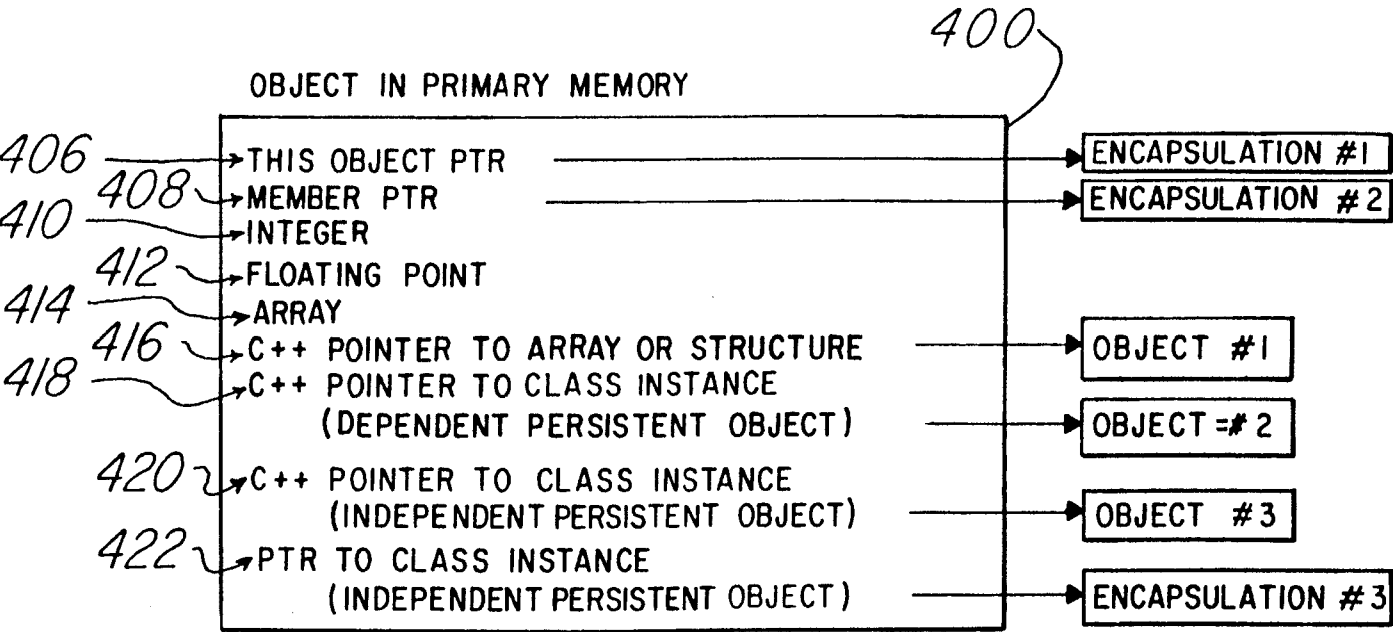 400
OBJECT IN PRIMARY MEMORY
406 THIS OBJECT PTR ENCAPSULATION #1
408 MEMBER PTR ENCAPSULATION #2
410 INTEGER
412 FLOATING POINT
414 ARRAY
416 C++ POINTER TO ARRAY OR STRUCTURE OBJECT #1
418 C++ POINTER TO CLASS INSTANCE
(DEPENDENT PERSISTENT OBJECT) OBJECT =# 2
420 C++ POINTER TO CLASS INSTANCE
(INDEPENDENT PERSISTENT OBJECT) OBJECT #3
422 PTR TO CLASS INSTANCE
(INDEPENDENT PERSISTENT OBJECT) ENCAPSULATION #3